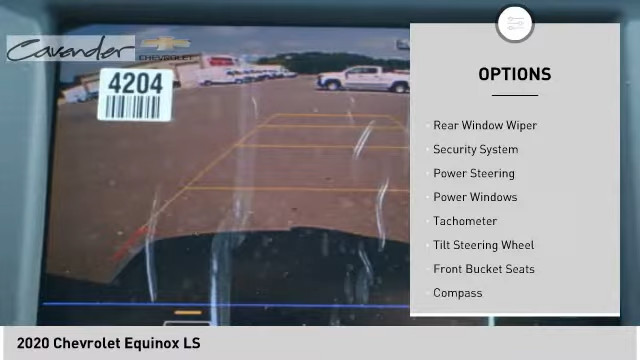 Cavender
CHEVROLET
4204
OPTIONS
Rear Window Wiper
Security System
Power Steering
Power Windows
Tachometer
Tilt Steering Wheel
Front Bucket Seats
Compass
2020 Chevrolet Equinox LS